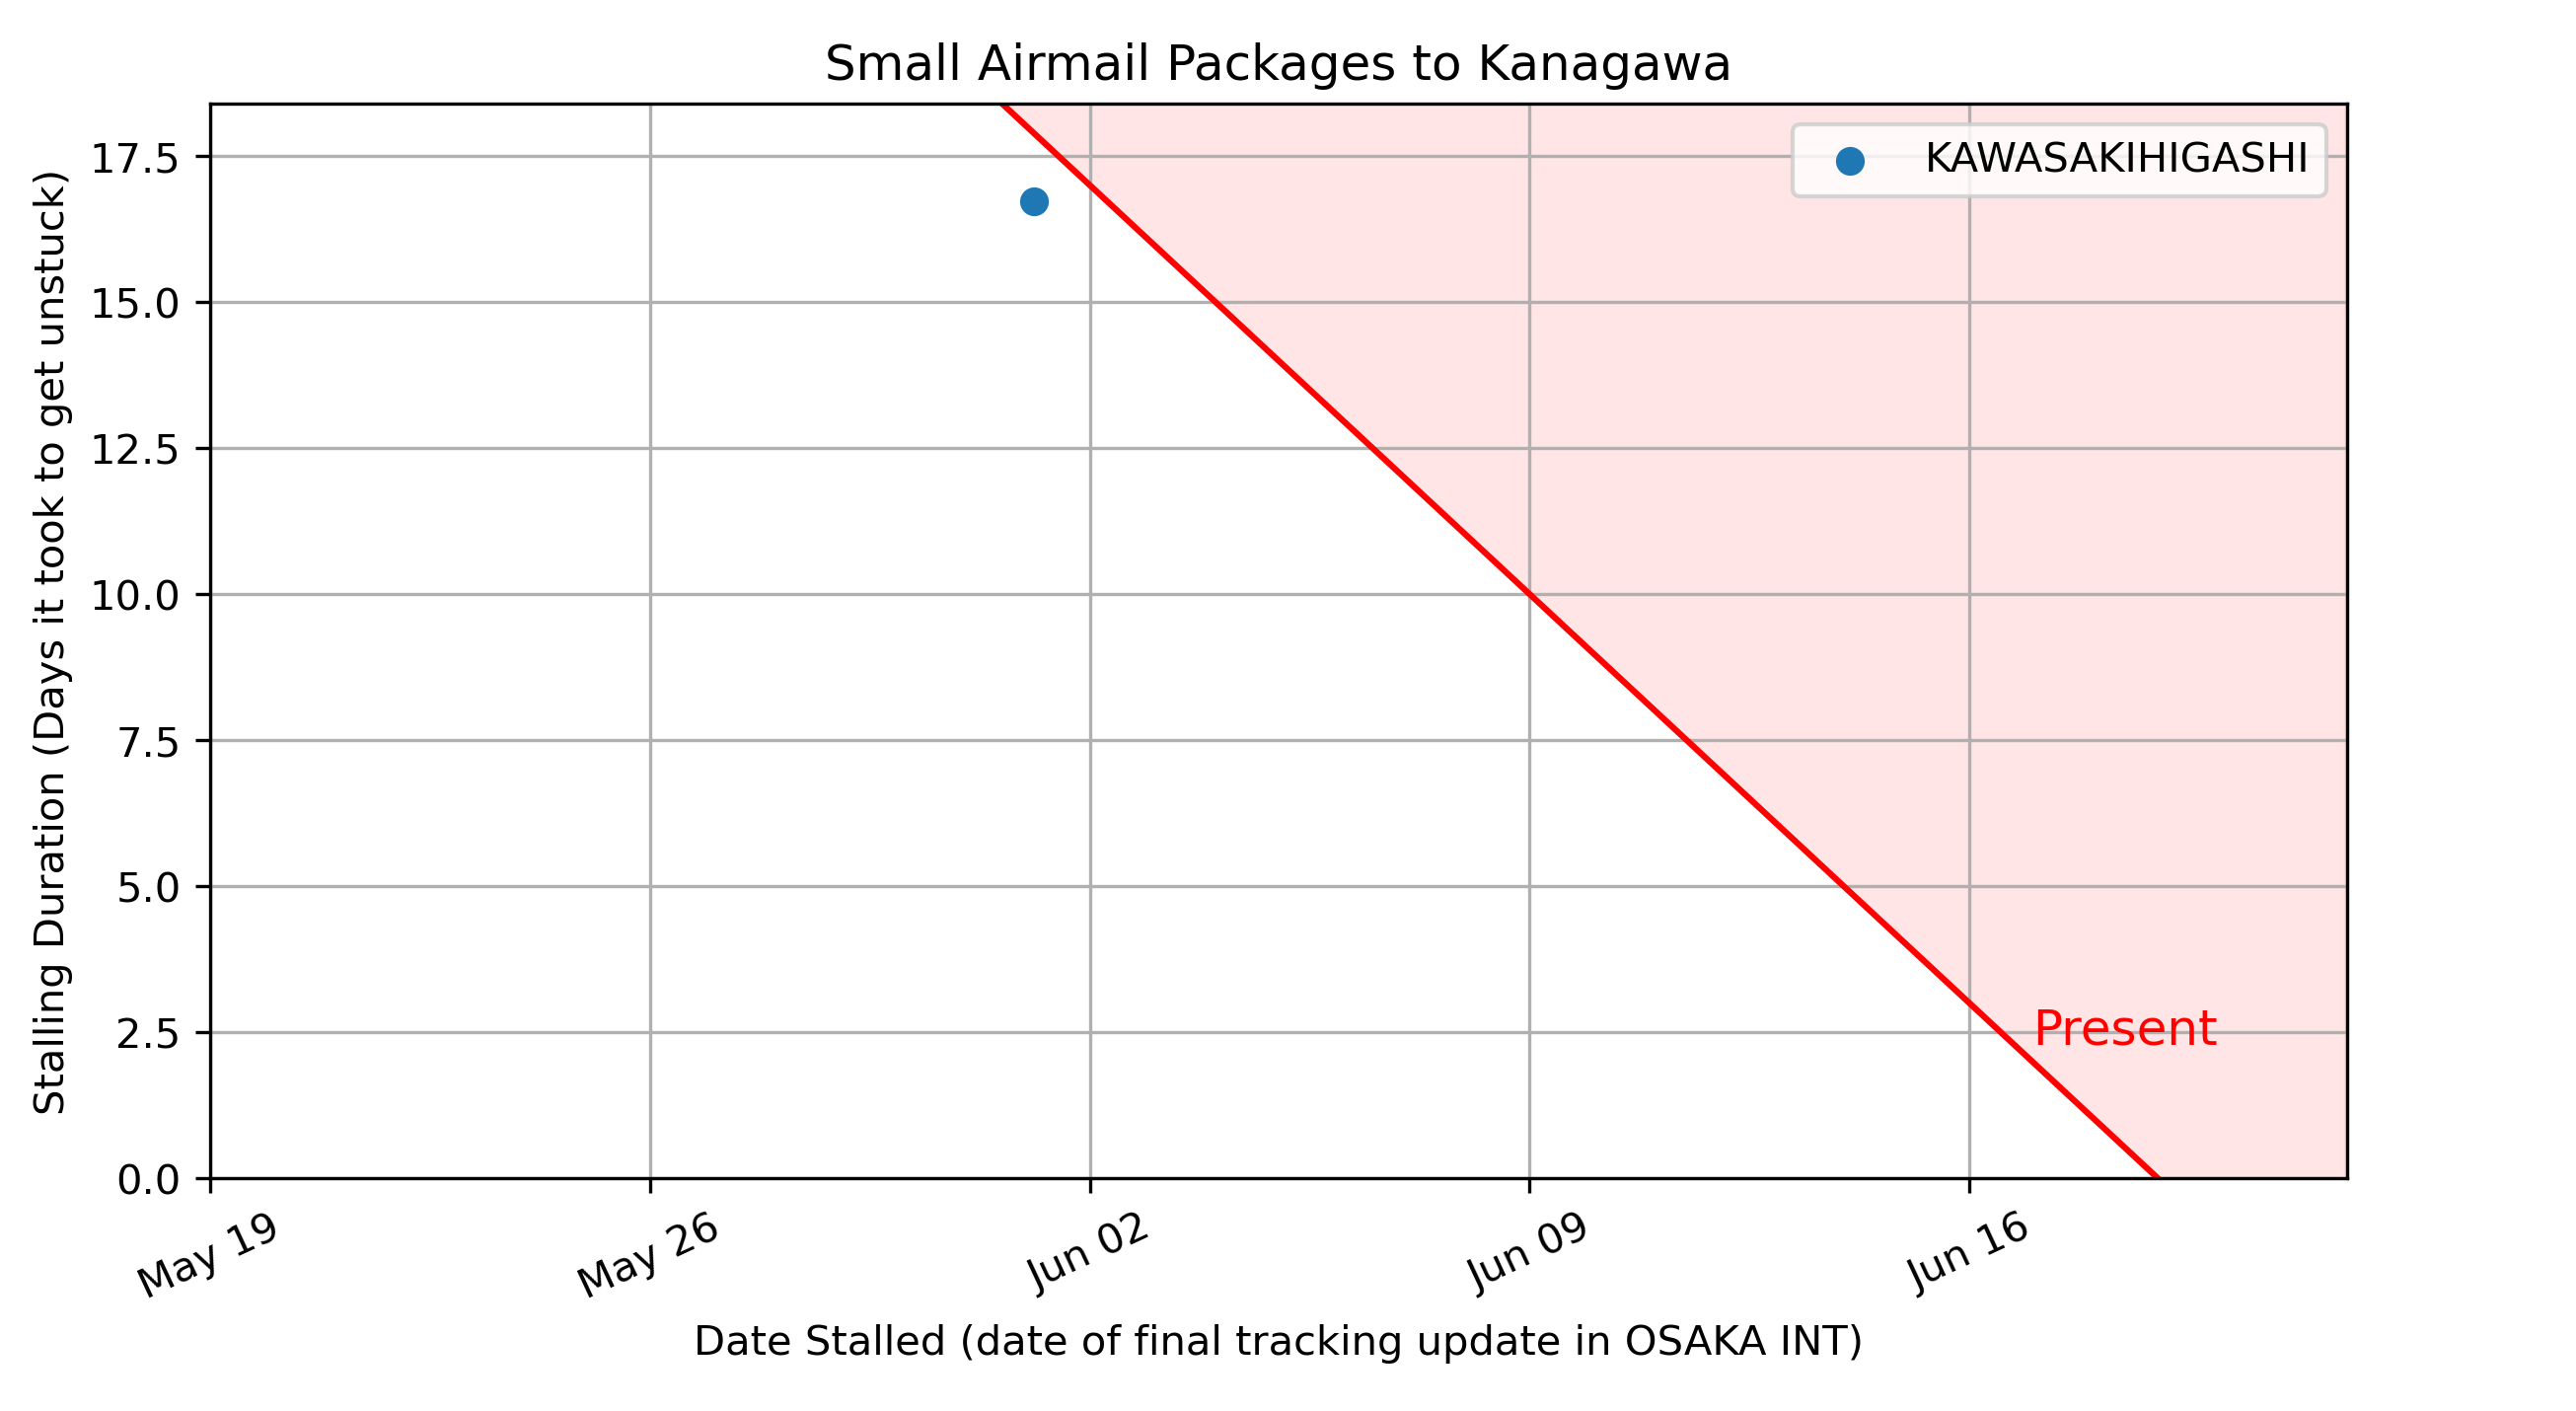 Small Airmail Packages to Kanagawa
KAWASAKIHIGASHI
Stalling Duration (Days it took to get unstuck)
17.5
15.0
12.5
10.0
7.5
5.0
2.5
0.0
Present
May 19
May 26
Jun 02
Jun 09
Jun 16
Date Stalled (date of final tracking update in OSAKA INT)